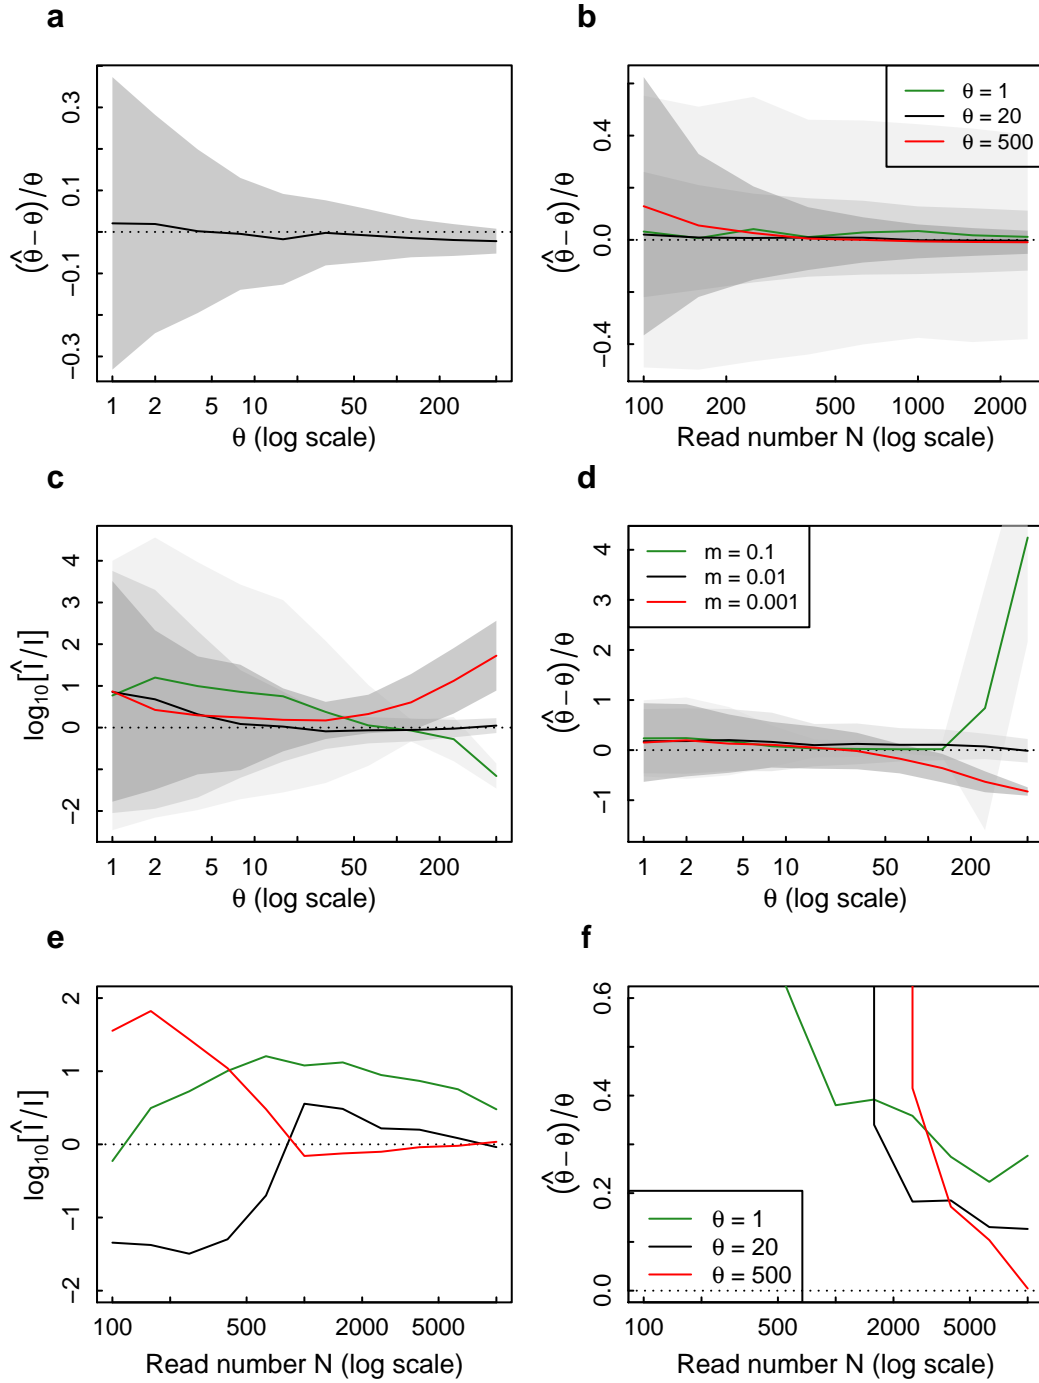 a
(θ̂ − θ)/θ
0.3
0.1
−0.1
−0.3
1 2 5 10 50 200
θ (log scale)
b
(θ̂ − θ)/θ
0.4
0.0
−0.4
θ = 1
θ = 20
θ = 500
100 200 500 1000 2000
Read number N (log scale)
c
log₁₀[Î/I]
4
2
1
0
−2
1 2 5 10 50 200
θ (log scale)
d
(θ̂ − θ)/θ
4
3
2
1
0
−1
m = 0.1
m = 0.01
m = 0.001
1 2 5 10 50 200
θ (log scale)
e
log₁₀[Î/I]
2
1
0
−1
−2
100 500 2000 5000
Read number N (log scale)
f
(θ̂ − θ)/θ
0.6
0.4
0.2
0.0
θ = 1
θ = 20
θ = 500
100 500 2000 5000
Read number N (log scale)